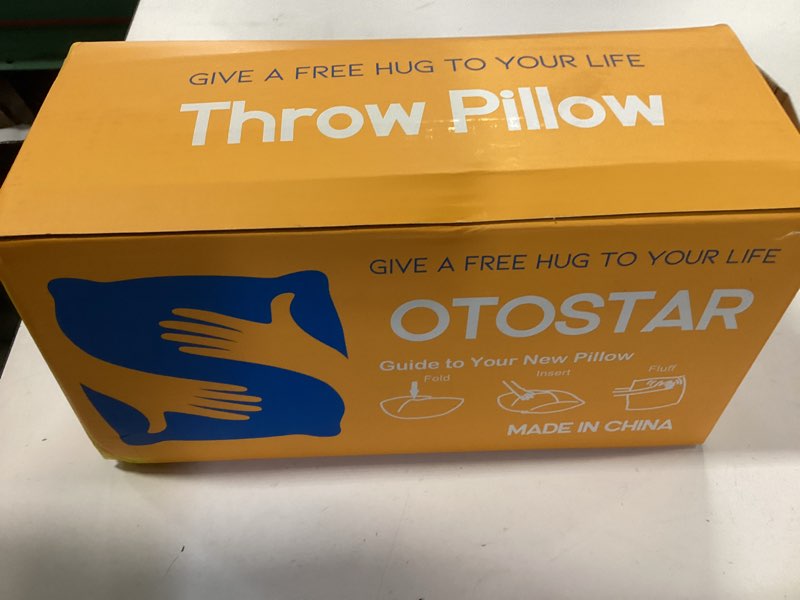 GIVE A FREE HUG TO YOUR LIFE
Throw Pillow
GIVE A FREE HUG TO YOUR LIFE
OTOSTAR
Guide to Your New Pillow
Fold Insert Fluff
MADE IN CHINA